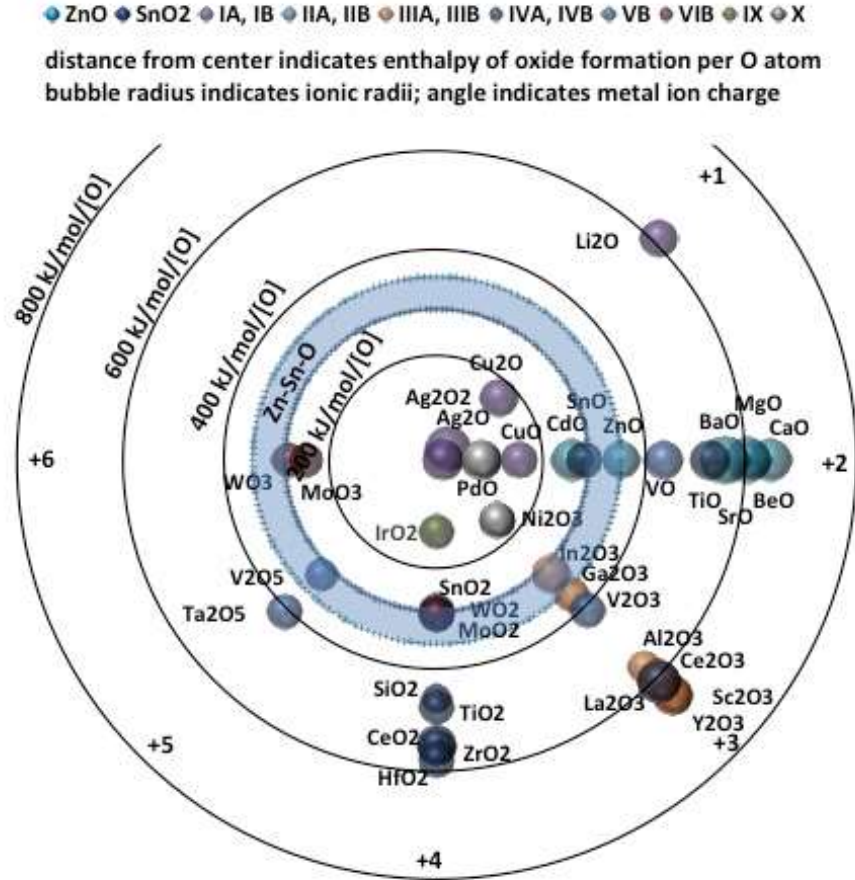 ZnO SnO2 IA, IB IIA, IIB IIIA, IIIB IVA, IVB VB VIB IX X
distance from center indicates enthalpy of oxide formation per O atom
bubble radius indicates ionic radii; angle indicates metal ion charge
+1
800 kJ/mol/[O]
600 kJ/mol/[O]
400 kJ/mol/[O]
200 kJ/mol/[O]
Zn-Sn-O
Li2O
Cu2O
Ag2O2
Ag2O
CuO
CdO
SnO
ZnO
BaO
MgO
CaO
+6
+2
WO3
MoO3
PdO
VO
TiO
SrO
BeO
IrO2
Ni2O3
In2O3
Ga2O3
V2O3
V2O5
Ta2O5
SnO2
WO2
MoO2
Al2O3
Ce2O3
La2O3
Sc2O3
Y2O3
SiO2
TiO2
CeO2
ZrO2
HfO2
+5
+3
+4